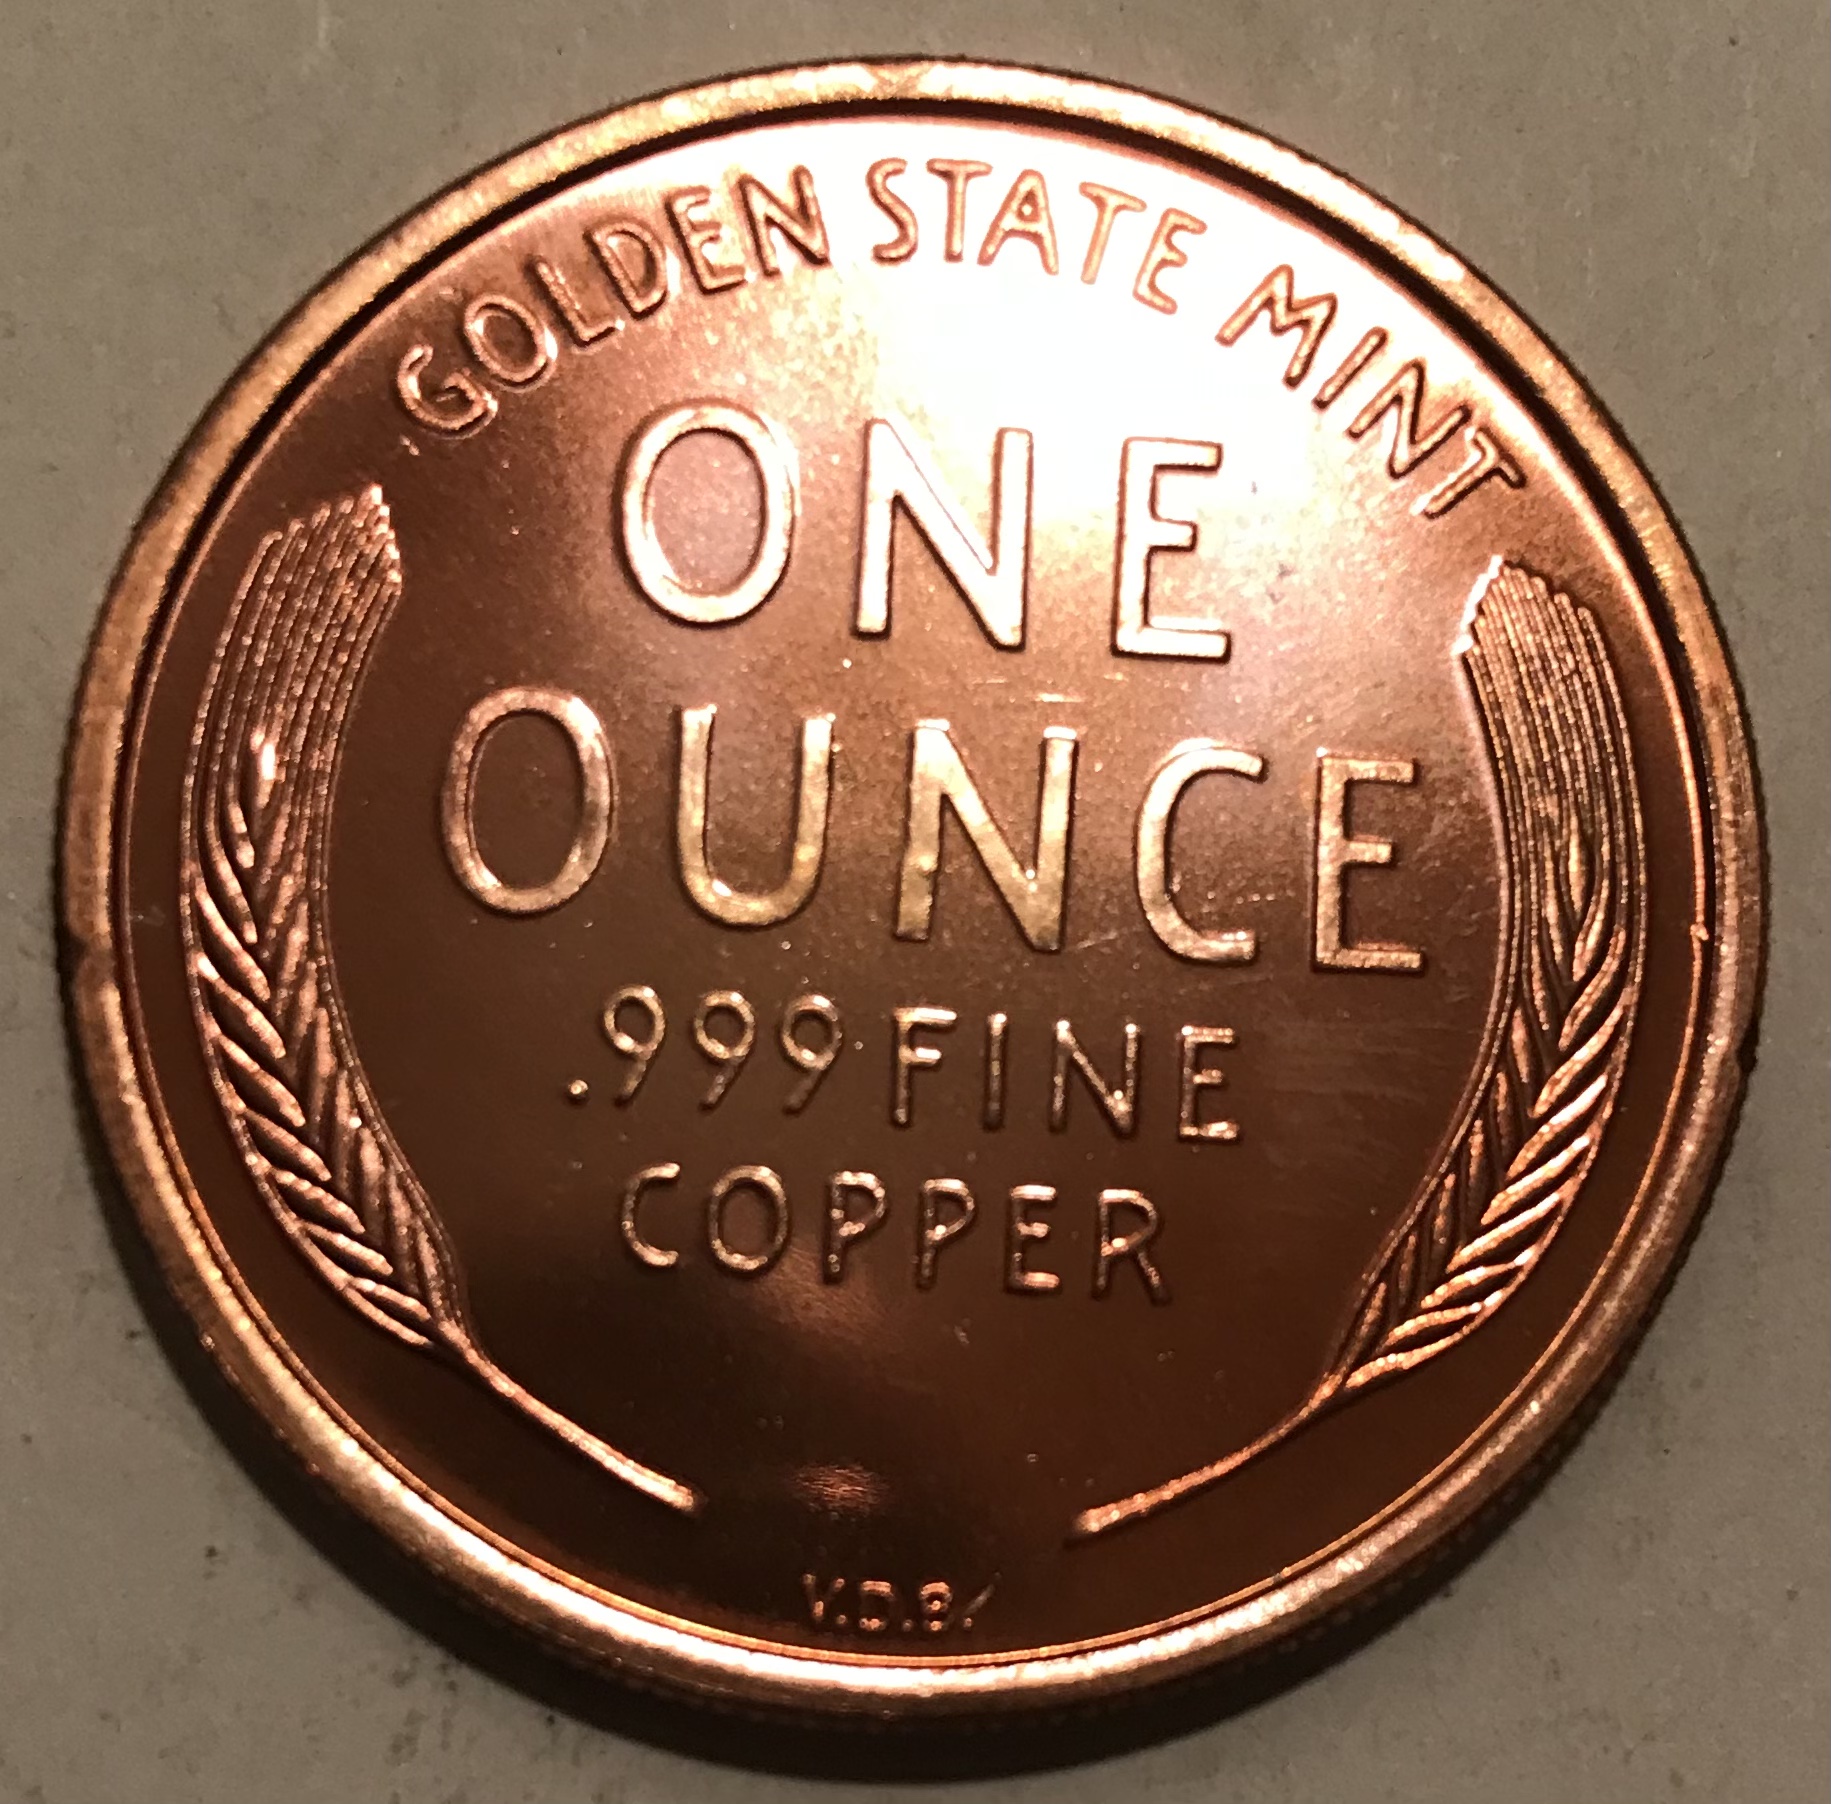 GOLDEN STATE MINT
ONE
OUNCE
.999 FINE
COPPER
V.D.B.